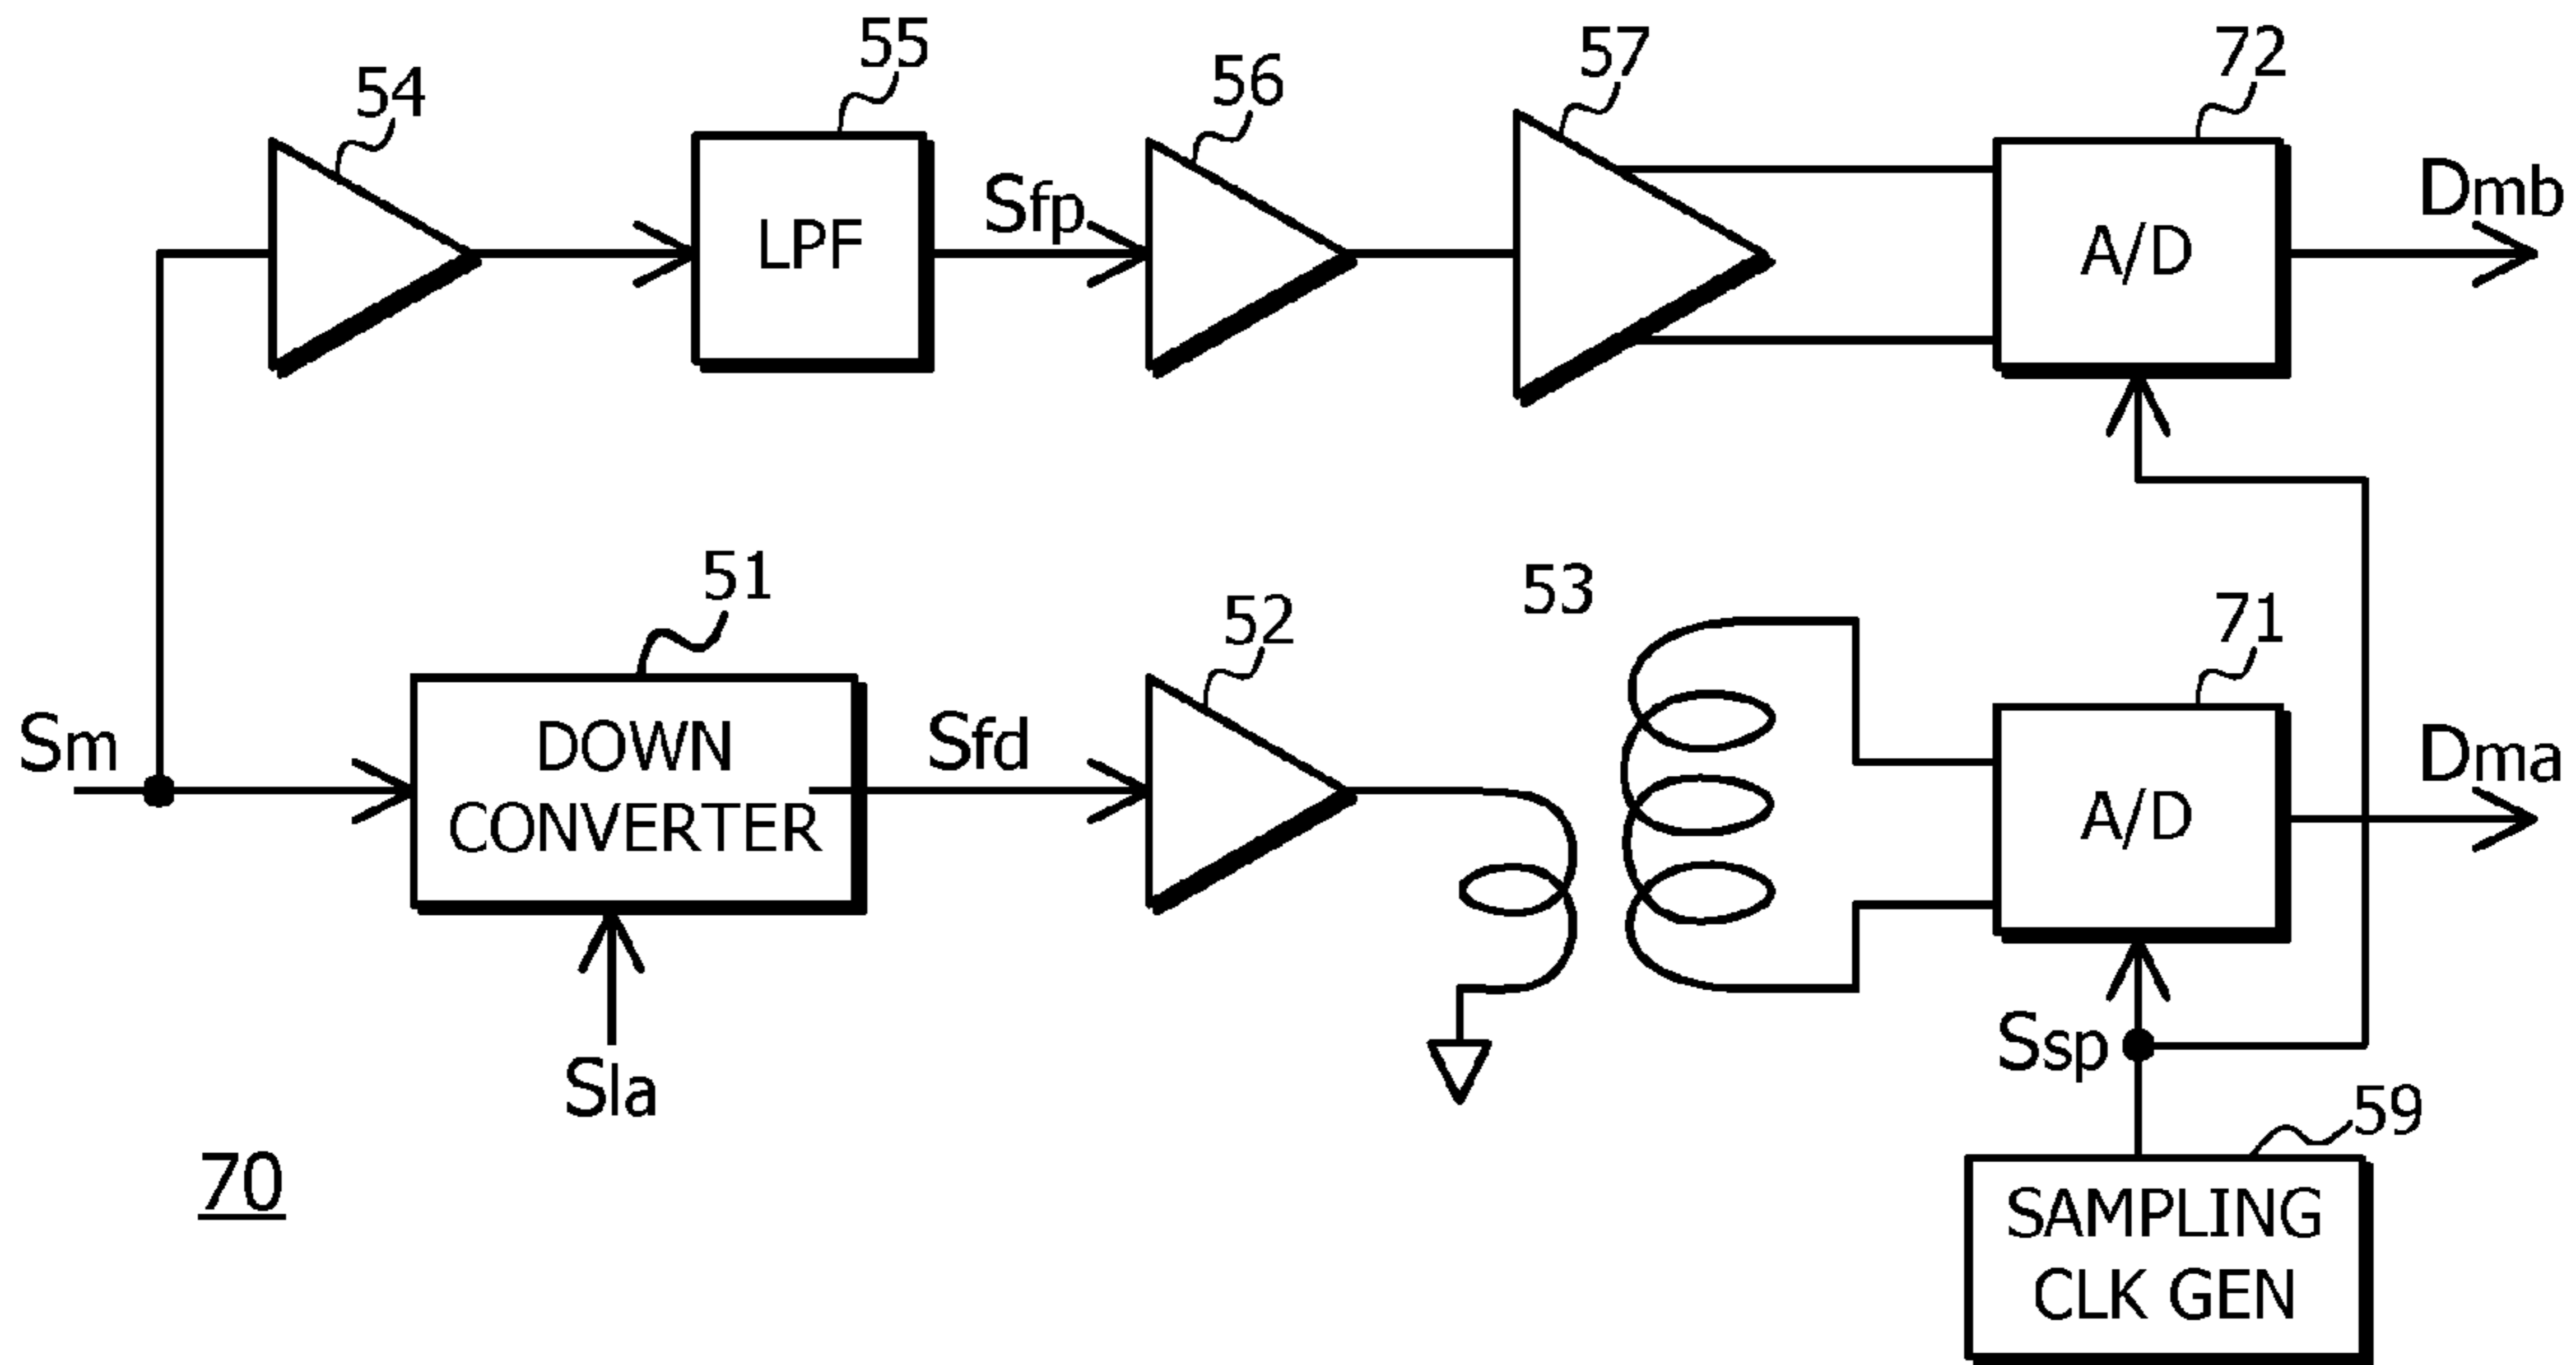 55
57
72
54
56
Sfp
Dmb
LPF
A/D
51
53
52
71
Sm
DOWN
CONVERTER
Sfd
A/D
Dma
Sla
Ssp
59
70
SAMPLING
CLK GEN